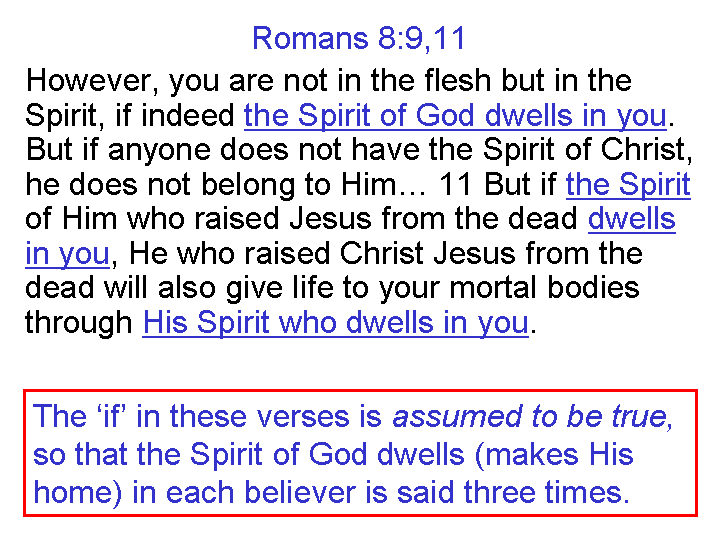 Romans 8:9,11
However, you are not in the flesh but in the
Spirit, if indeed the Spirit of God dwells in you.
But if anyone does not have the Spirit of Christ,
he does not belong to Him… 11 But if the Spirit
of Him who raised Jesus from the dead dwells
in you, He who raised Christ Jesus from the
dead will also give life to your mortal bodies
through His Spirit who dwells in you.
The ‘if’ in these verses is assumed to be true,
so that the Spirit of God dwells (makes His
home) in each believer is said three times.